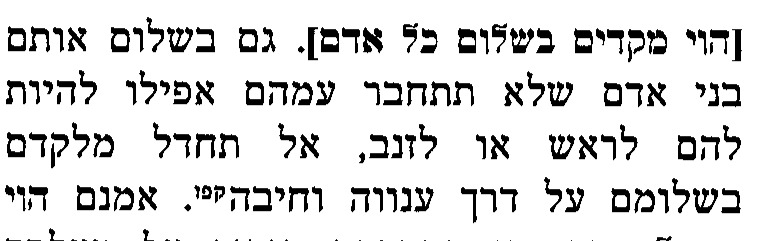 [הוי מקדים בשלום כל אדם]. גם בשלום אותם
בני אדם שלא תתחבר עמהם אפילו להיות
להם לראש או לזנב, אל תחדל מלקדם
בשלומם על דרך ענווה וחיבהקפו. אמנם הוי